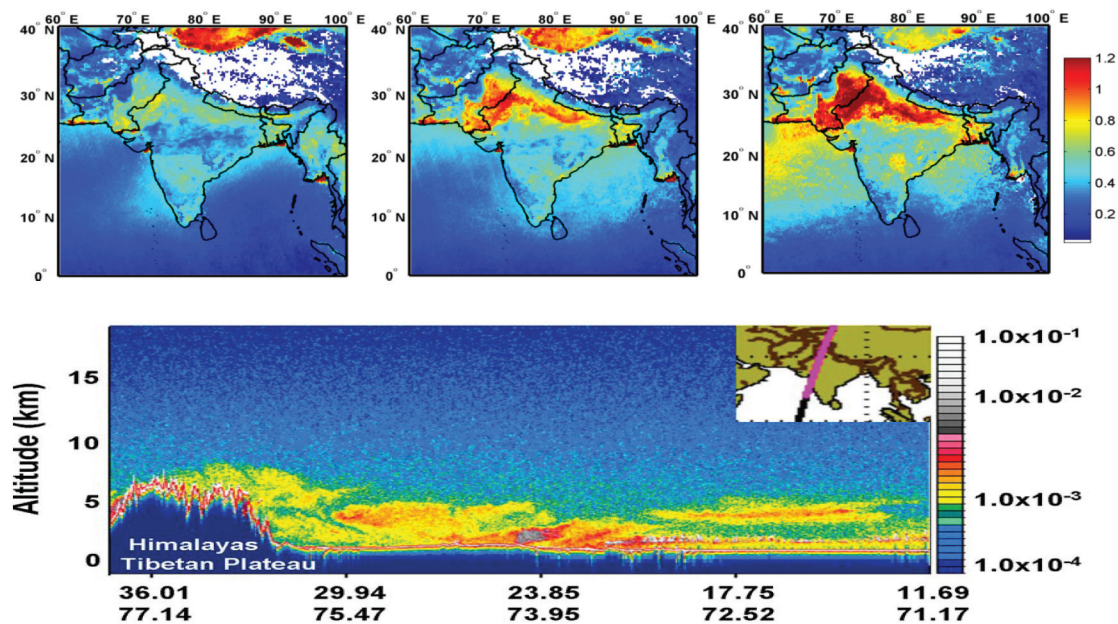 60° E 70° E 80° E 90° E 100° E
40° N
30° N
20° N
10° N
0°
60° E 70° E 80° E 90° E 100° E
40° N
30° N
20° N
10° N
0°
60° E 70° E 80° E 90° E 100° E
40° N
30° N
20° N
10° N
0°
1.2
1
0.8
0.6
0.4
0.2
Altitude (km)
15
10
5
0
Himalayas
Tibetan Plateau
36.01 29.94 23.85 17.75 11.69
77.14 75.47 73.95 72.52 71.17
1.0x10⁻¹
1.0x10⁻²
1.0x10⁻³
1.0x10⁻⁴